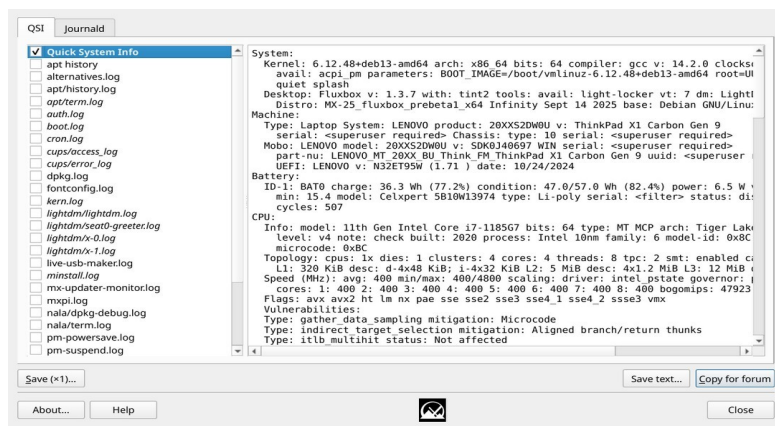 QSI
Journald
Quick System Info
apt history
alternatives.log
apt/history.log
apt/term.log
auth.log
boot.log
cron.log
cups/access_log
cups/error_log
dpkg.log
fontconfig.log
kern.log
lightdm/lightdm.log
lightdm/seat0-greeter.log
lightdm/x-0.log
lightdm/x-1.log
live-usb-maker.log
minstall.log
mx-updater-monitor.log
mxpi.log
nala/dpkg-debug.log
nala/term.log
pm-powersave.log
pm-suspend.log
System:
Kernel: 6.12.48+deb13-amd64 arch: x86_64 bits: 64 compiler: gcc v: 14.2.0
avail: acpi_pm parameters: BOOT_IMAGE=/boot/vmlinuz-6.12.48+deb13-amd64
quiet splash
Desktop: Fluxbox v: 1.3.7 with: tint2 tools: avail: light-locker vt: 7 dm:
Distro: MX-25_fluxbox_prebeta1_x64 Infinity Sept 14 2025 base: Debian
Machine:
Type: Laptop System: LENOVO product: 20XXS2DW0U v: ThinkPad X1 Carbon Gen 9
serial: <superuser required> Chassis: type: 10 serial: <superuser required>
Mobo: LENOVO model: 20XXS2DW0U v: SDK0J40697 WIN serial: <superuser required>
part-nu: LENOVO_MT_20XX_BU_Think_FM_ThinkPad X1 Carbon Gen 9 uuid: <superuser
UEFI: LENOVO v: N32ET95W (1.71 ) date: 10/24/2024
Battery:
ID-1: BAT0 charge: 36.3 Wh (77.2%) condition: 47.0/57.0 Wh (82.4%) power: 6.5 W
min: 15.4 model: Celxpert 5B10W13974 type: Li-poly serial: <filter> status:
cycles: 507
CPU:
Info: model: 11th Gen Intel Core i7-1185G7 bits: 64 type: MT MCP arch: Tiger
level: v4 note: check built: 2020 process: Intel 10nm family: 6 model-id: 0x8C
microcode: 0xBC
Topology: cpus: 1x dies: 1 clusters: 4 cores: 4 threads: 8 tpc: 2 smt: enabled
L1: 320 KiB desc: d-4x48 KiB; i-4x32 KiB L2: 5 MiB desc: 4x1.2 MiB L3: 12 MiB
Speed (MHz): avg: 400 min/max: 400/4800 scaling: driver: intel_pstate governor:
cores: 1: 400 2: 400 3: 400 4: 400 5: 400 6: 400 7: 400 8: 400 bogomips: 47923
Flags: avx avx2 ht lm nx pae sse sse2 sse3 sse4_1 sse4_2 ssse3 vmx
Vulnerabilities:
Type: gather_data_sampling mitigation: Microcode
Type: indirect_target_selection mitigation: Aligned branch/return thunks
Type: itlb_multihit status: Not affected
Save (×1)...
Save text...
Copy for forum
About...
Help
Close